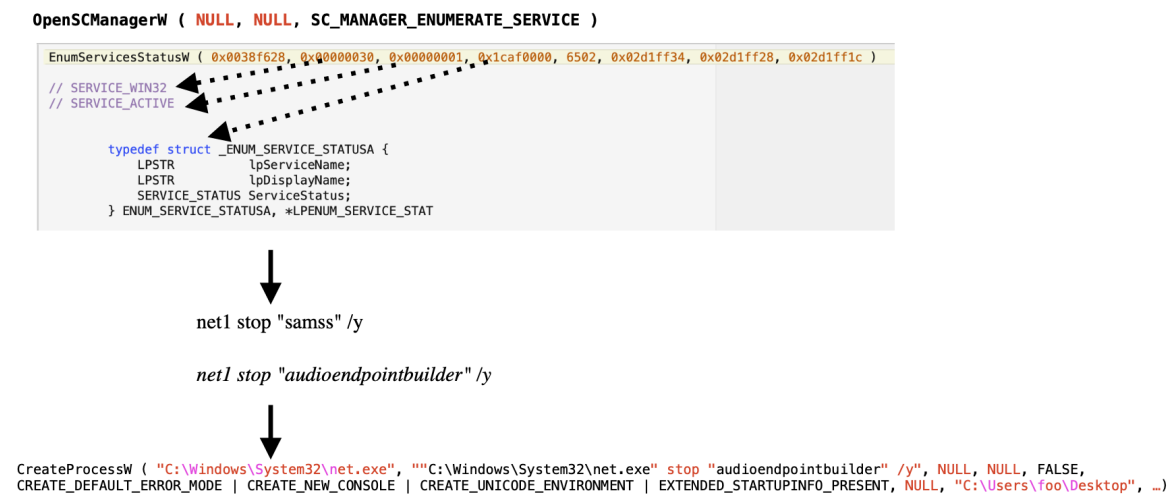 OpenSCManagerW ( NULL, NULL, SC_MANAGER_ENUMERATE_SERVICE )
EnumServicesStatusW ( 0x0038f628, 0x00000030, 0x00000001, 0x1caf0000, 6502, 0x02d1ff34, 0x02d1ff28, 0x02d1ff1c )
// SERVICE_WIN32
// SERVICE_ACTIVE
typedef struct _ENUM_SERVICE_STATUSA {
LPSTR lpServiceName;
LPSTR lpDisplayName;
SERVICE_STATUS ServiceStatus;
} ENUM_SERVICE_STATUSA, *LPENUM_SERVICE_STAT
net1 stop "samss" /y
net1 stop "audioendpointbuilder" /y
CreateProcessW ( "C:\Windows\System32\net.exe", ""C:\Windows\System32\net.exe" stop "audioendpointbuilder" /y", NULL, NULL, FALSE,
CREATE_DEFAULT_ERROR_MODE | CREATE_NEW_CONSOLE | CREATE_UNICODE_ENVIRONMENT | EXTENDED_STARTUPINFO_PRESENT, NULL, "C:\Users\foo\Desktop", …)